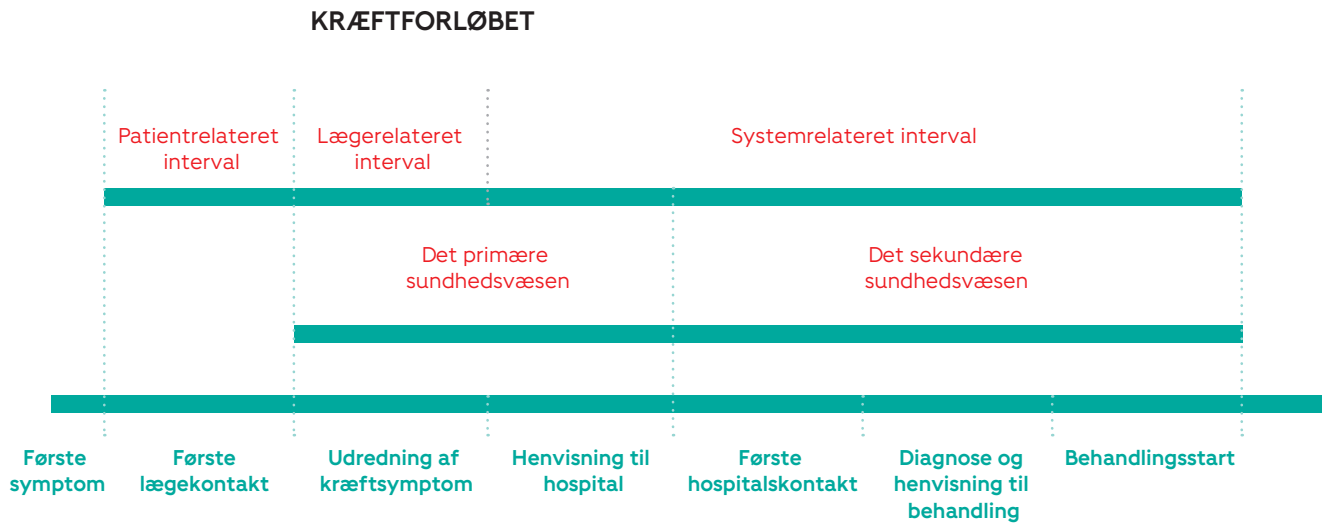 KRÆFTFORLØBET
Patientrelateret
interval
Lægerelateret
interval
Systemrelateret interval
Det primære
sundhedsvæsen
Det sekundære
sundhedsvæsen
Første
symptom
Første
lægekontakt
Udredning af
kræftsymptom
Henvisning til
hospital
Første
hospitalskontakt
Diagnose og
henvisning til
behandling
Behandlingsstart